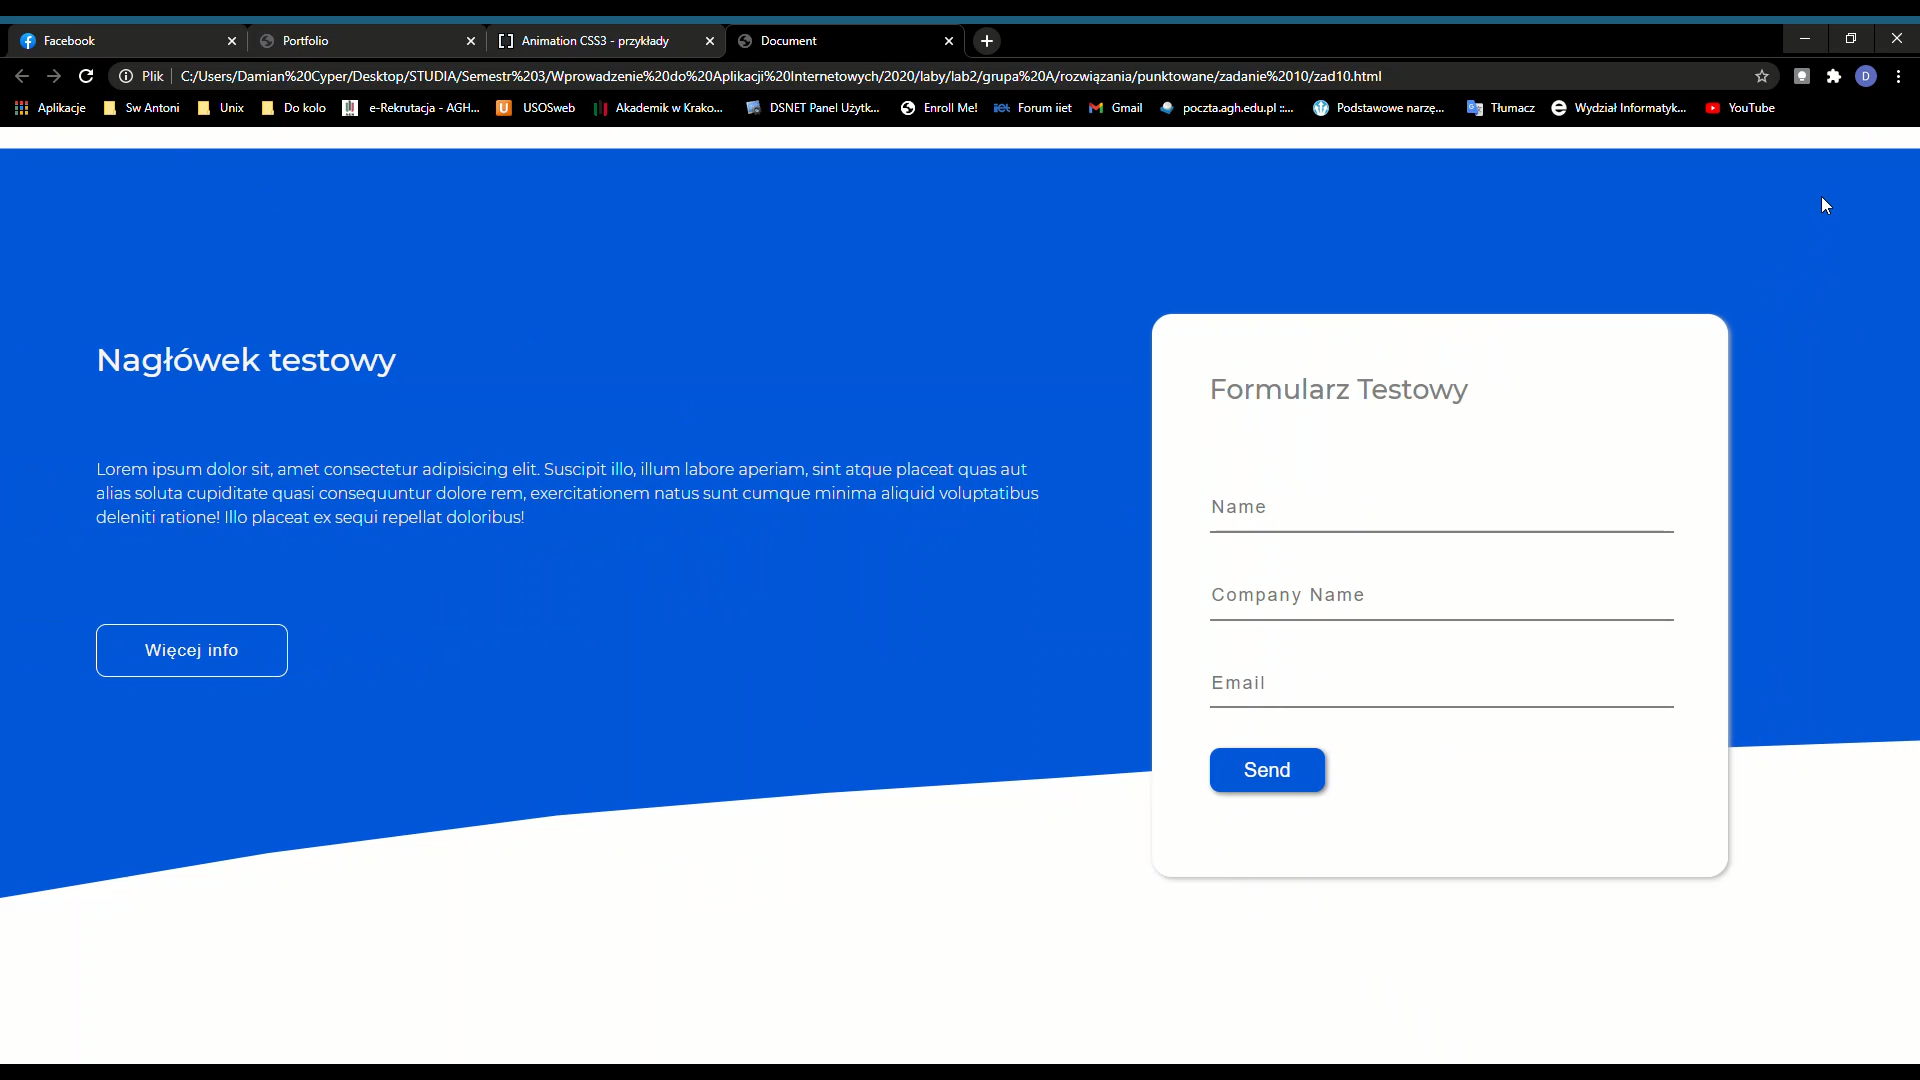 Facebook
Portfolio
Animation CSS3 - przykłady
Document
Plik
C:/Users/Damian%20Cyper/Desktop/STUDIA/Semestr%203/Wprowadzenie%20do%20Aplikacji%20Internetowych/2020/laby/lab2/grupa%20A/rozwiązania/punktowane/zadanie%2010/zad10.html
D
Aplikacje
Sw Antoni
Unix
Do kolo
e-Rekrutacja - AGH...
USOSweb
Akademik w Krako...
DSNET Panel Użytk...
Enroll Me!
Forum iiet
Gmail
poczta.agh.edu.pl ::...
Podstawowe narzę...
Tłumacz
Wydział Informatyk...
YouTube
Nagłówek testowy
Lorem ipsum dolor sit, amet consectetur adipisicing elit. Suscipit illo, illum labore aperiam, sint atque placeat quas aut
alias soluta cupiditate quasi consequuntur dolore rem, exercitationem natus sunt cumque minima aliquid voluptatibus
deleniti ratione! Illo placeat ex sequi repellat doloribus!
Więcej info
Formularz Testowy
Name
Company Name
Email
Send